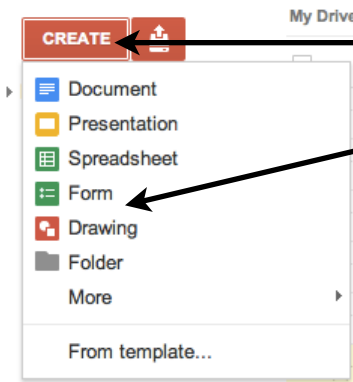 My Drive
CREATE
Document
Presentation
Spreadsheet
Form
Drawing
Folder
More
From template...